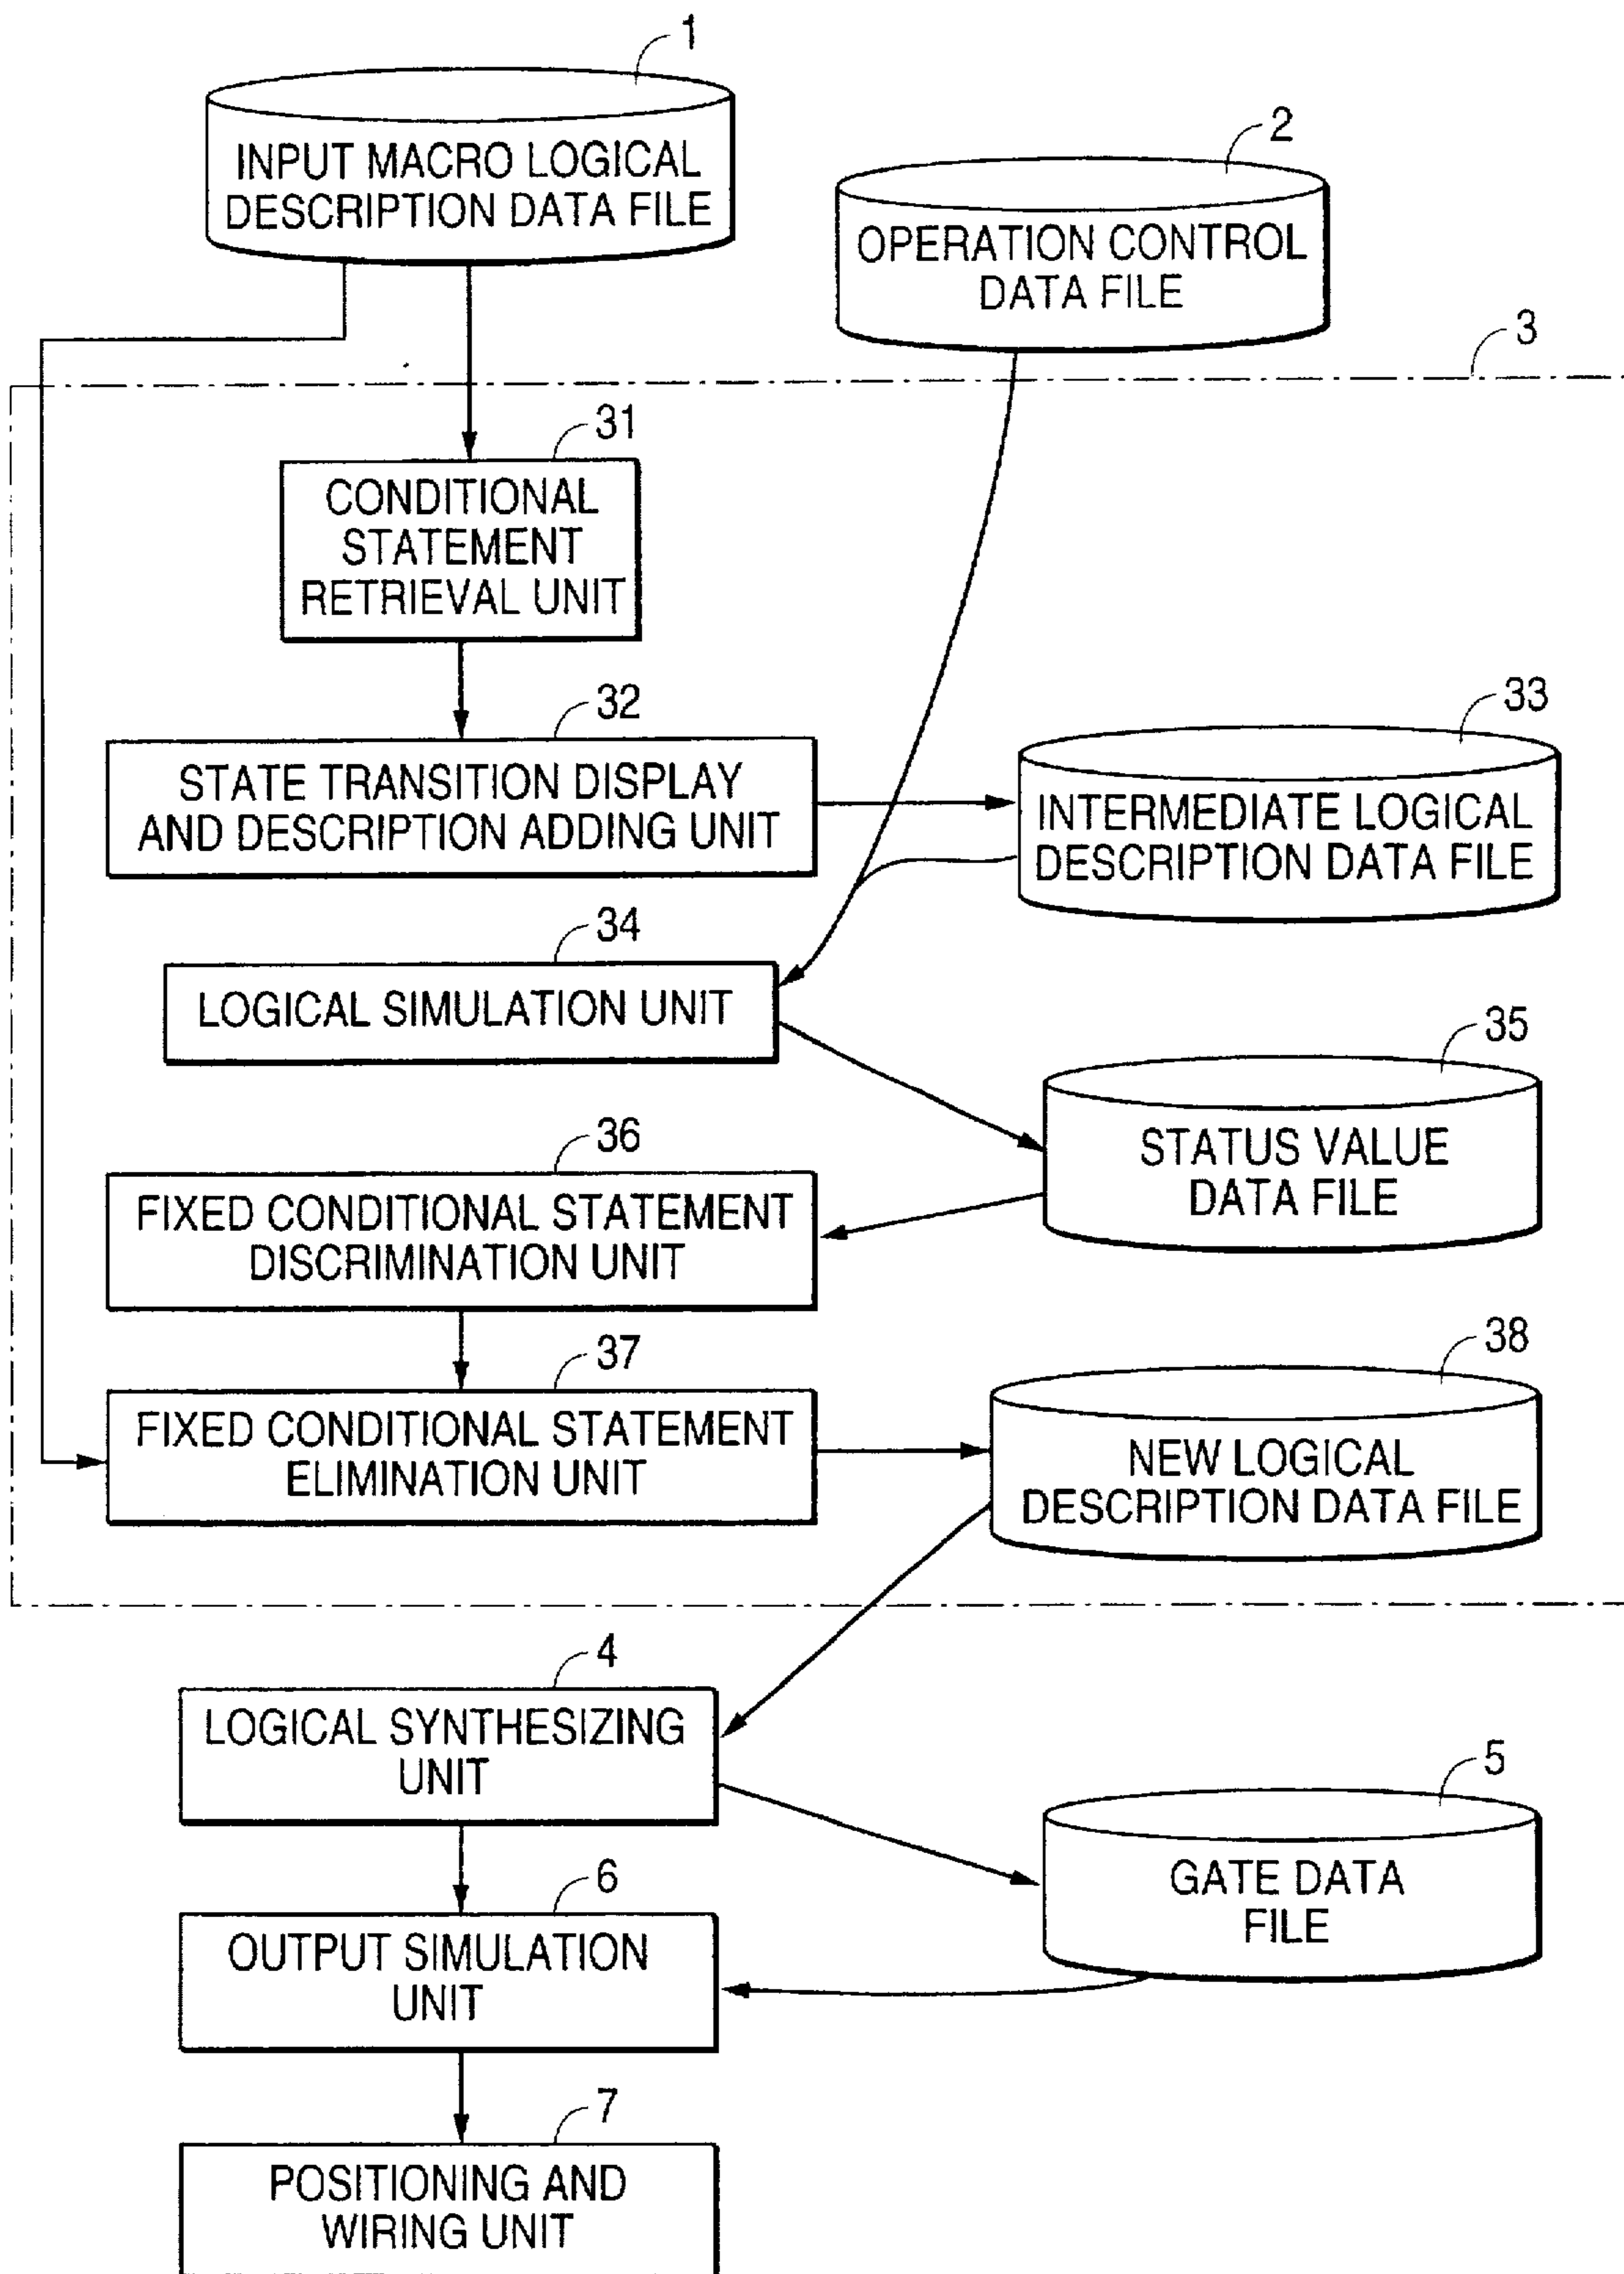 1
INPUT MACRO LOGICAL
DESCRIPTION DATA FILE
2
OPERATION CONTROL
DATA FILE
3
31
CONDITIONAL
STATEMENT
RETRIEVAL UNIT
32
STATE TRANSITION DISPLAY
AND DESCRIPTION ADDING UNIT
33
INTERMEDIATE LOGICAL
DESCRIPTION DATA FILE
34
LOGICAL SIMULATION UNIT
35
STATUS VALUE
DATA FILE
36
FIXED CONDITIONAL STATEMENT
DISCRIMINATION UNIT
37
FIXED CONDITIONAL STATEMENT
ELIMINATION UNIT
38
NEW LOGICAL
DESCRIPTION DATA FILE
4
LOGICAL SYNTHESIZING
UNIT
5
GATE DATA
FILE
6
OUTPUT SIMULATION
UNIT
7
POSITIONING AND
WIRING UNIT